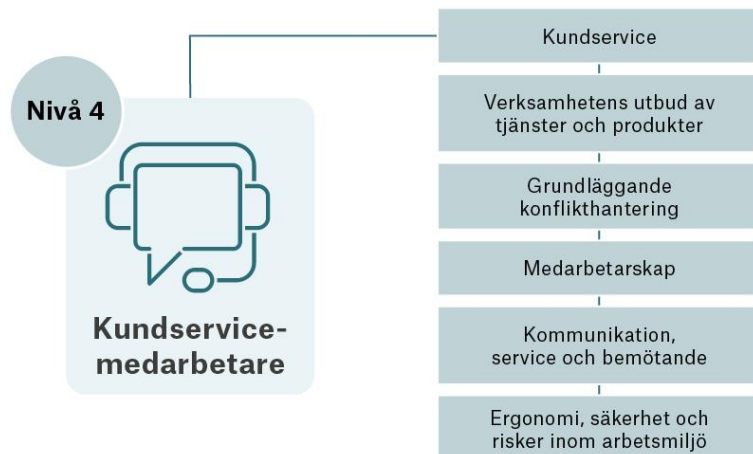 Nivå 4
Kundservice-
medarbetare
Kundservice
Verksamhetens utbud av
tjänster och produkter
Grundläggande
konflikthantering
Medarbetarskap
Kommunikation,
service och bemötande
Ergonomi, säkerhet och
risker inom arbetsmiljö